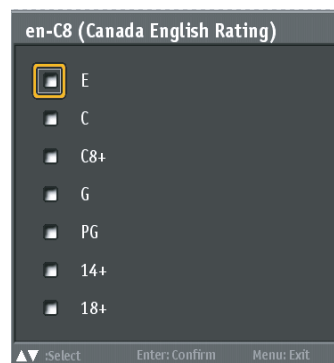 en-C8 (Canada English Rating)
E
C
C8+
G
PG
14+
18+
▲▼ :Select Enter: Confirm Menu: Exit